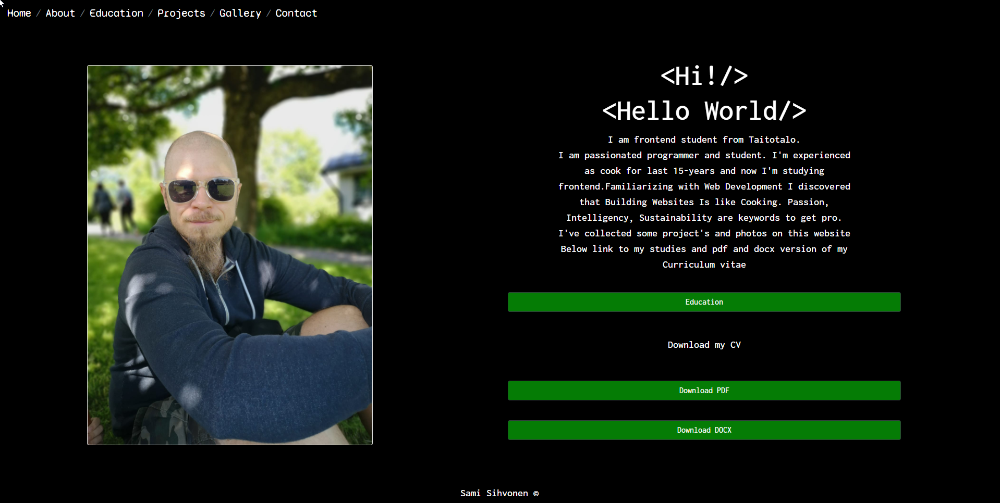 Home / About / Education / Projects / Gallery / Contact
<Hi!/>
<Hello World/>
I am frontend student from Taitotalo.
I am passionated programmer and student. I'm experienced
as cook for last 15-years and now I'm studying
frontend.Familiarizing with Web Development I discovered
that Building Websites Is like Cooking. Passion,
Intelligency, Sustainability are keywords to get pro.
I've collected some project's and photos on this website
Below link to my studies and pdf and docx version of my
Curriculum vitae
Education
Download my CV
Download PDF
Download DOCX
Sami Sihvonen ©